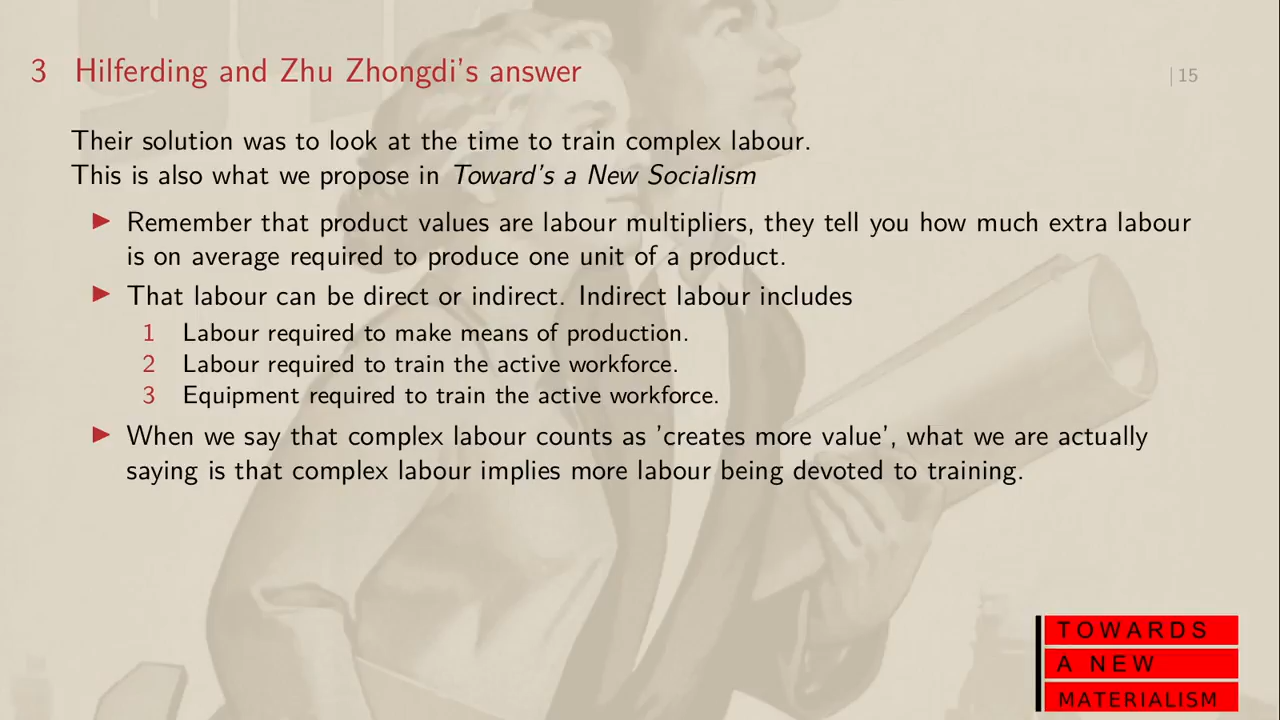 3 Hilferding and Zhu Zhongdi's answer
| 15
Their solution was to look at the time to train complex labour.
This is also what we propose in Toward's a New Socialism
▶ Remember that product values are labour multipliers, they tell you how much extra labour
is on average required to produce one unit of a product.
▶ That labour can be direct or indirect. Indirect labour includes
1 Labour required to make means of production.
2 Labour required to train the active workforce.
3 Equipment required to train the active workforce.
▶ When we say that complex labour counts as 'creates more value', what we are actually
saying is that complex labour implies more labour being devoted to training.
TOWARDS
A NEW
MATERIALISM